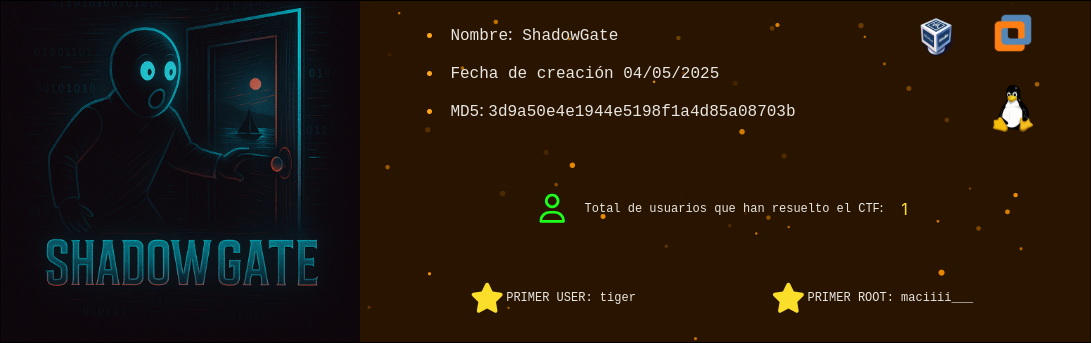 Nombre: ShadowGate
Fecha de creación 04/05/2025
MD5: 3d9a50e4e1944e5198f1a4d85a08703b
Total de usuarios que han resuelto el CTF: 1
PRIMER USER: tiger
PRIMER ROOT: maciiii___
SHADOWGATE